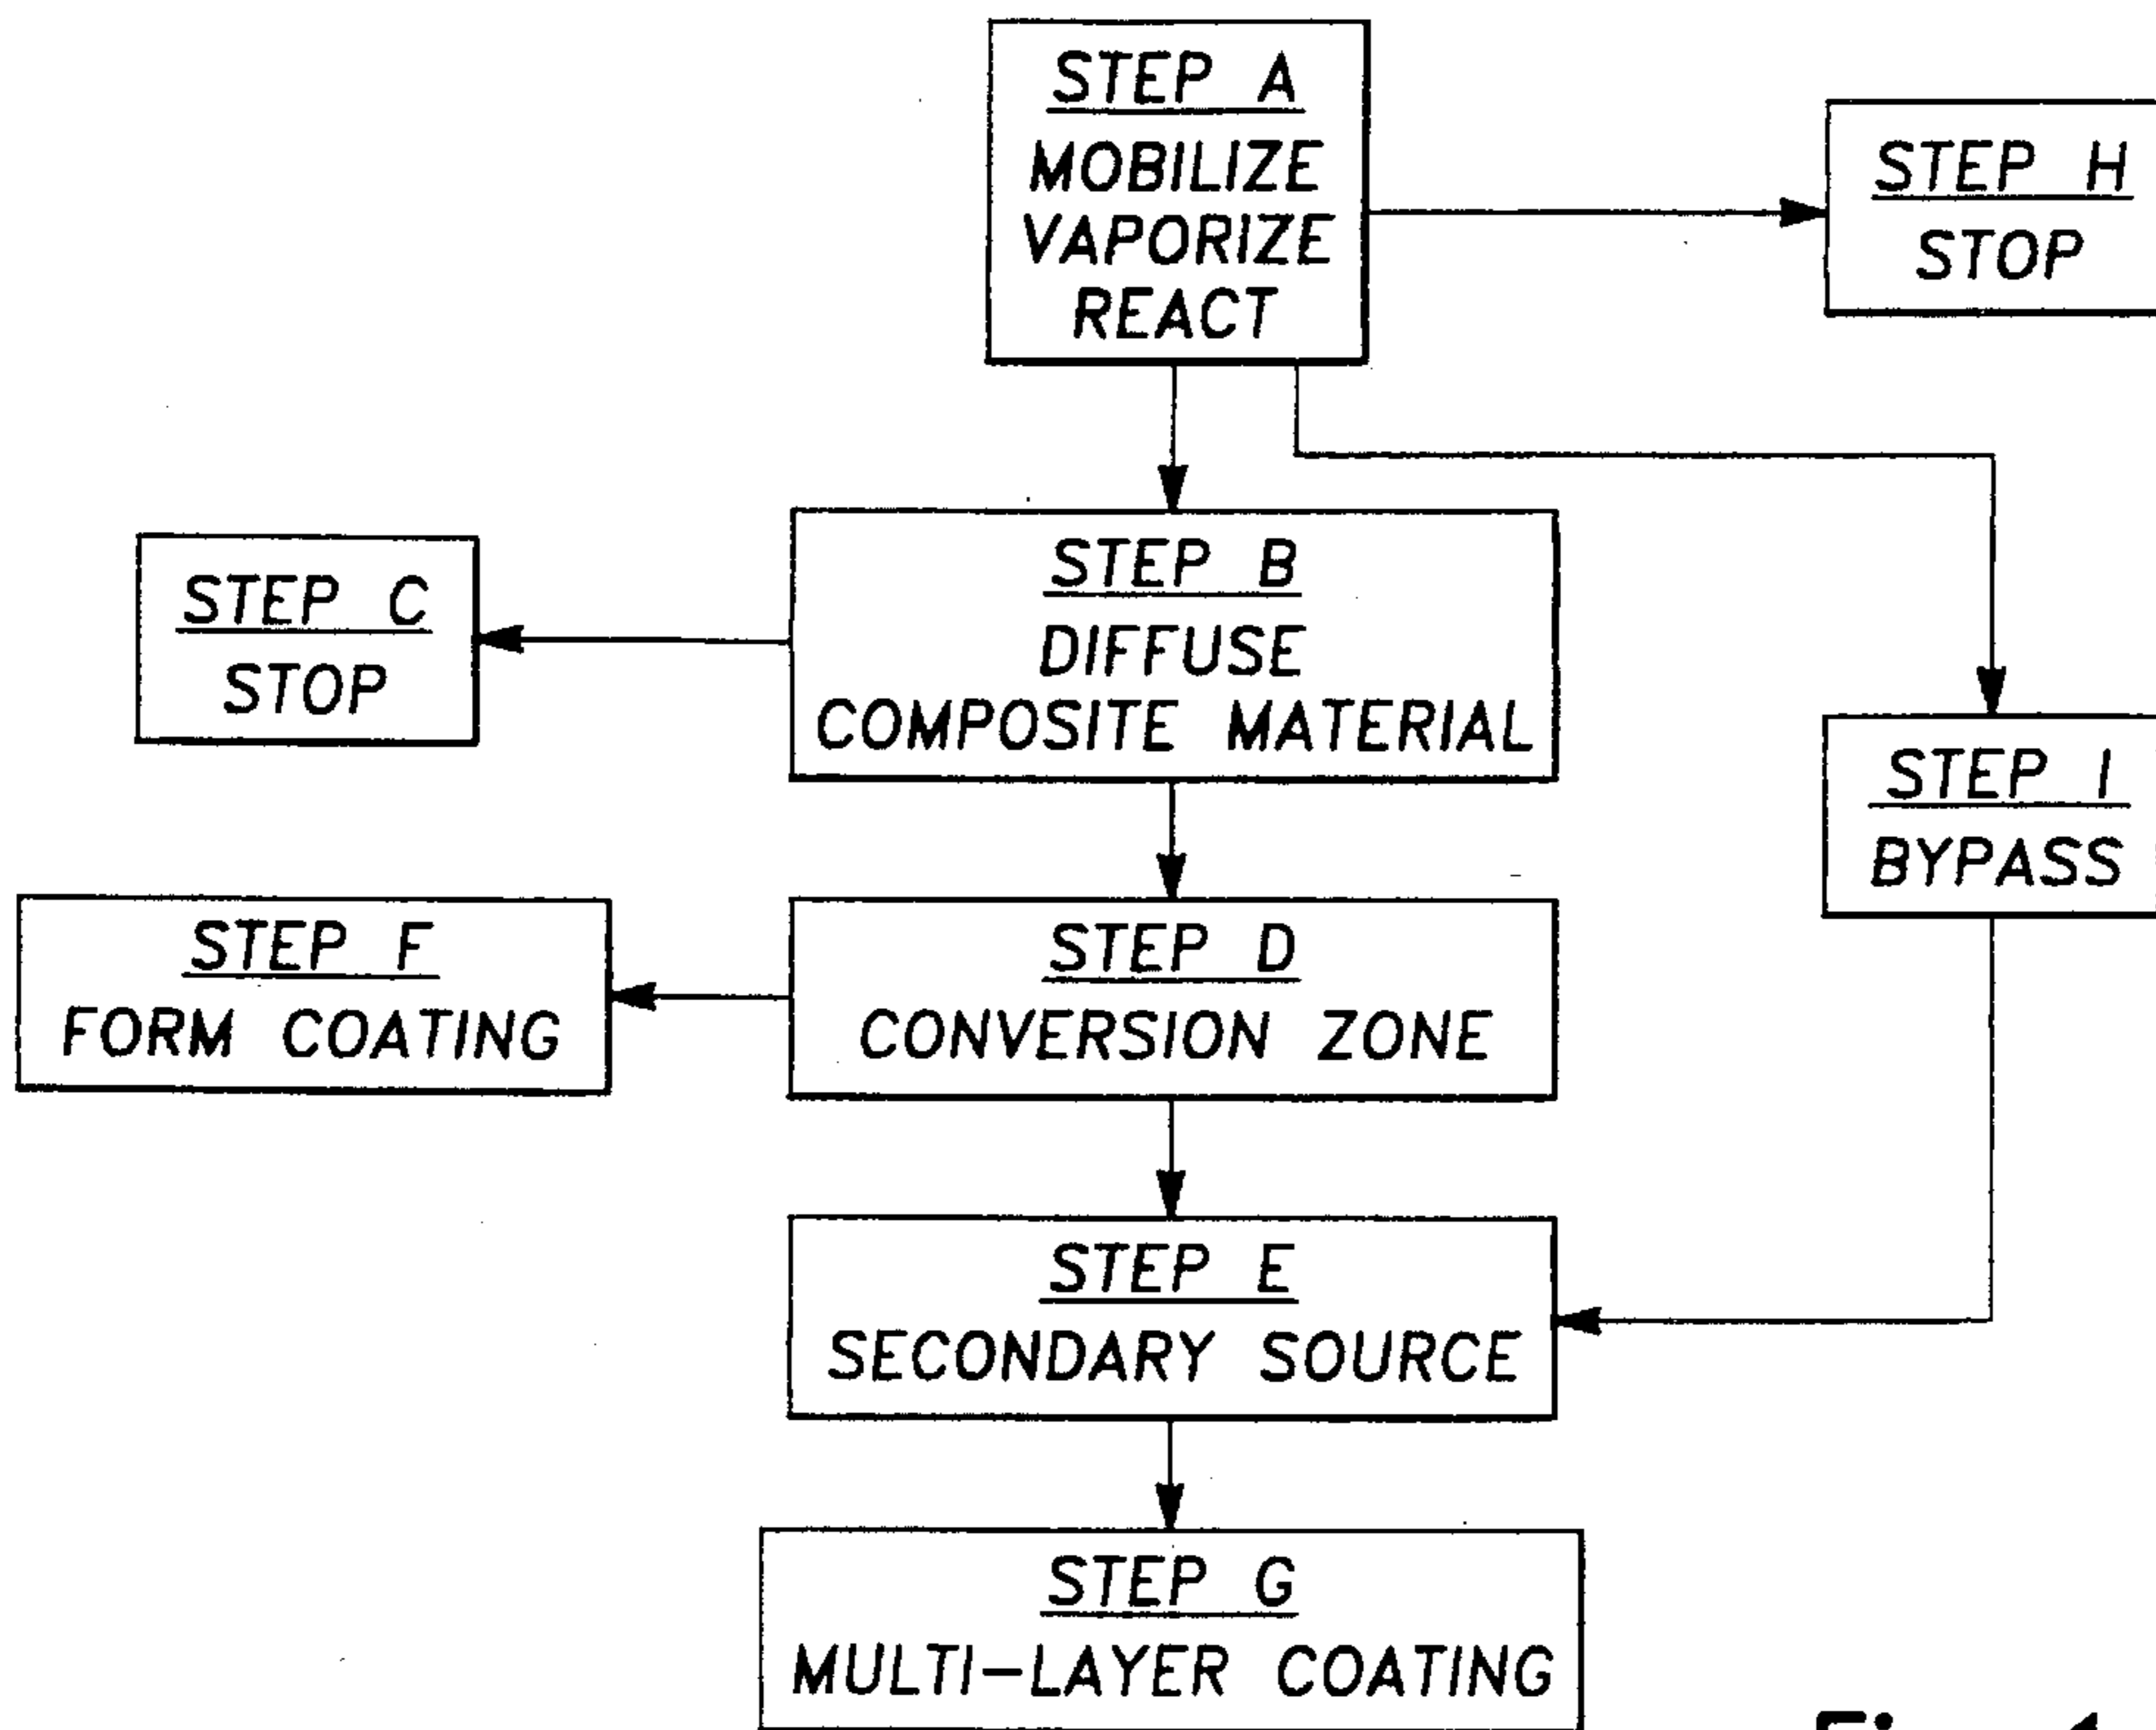 STEP A
MOBILIZE
VAPORIZE
REACT
STEP H
STOP
STEP B
DIFFUSE
COMPOSITE MATERIAL
STEP C
STOP
STEP I
BYPASS
STEP F
FORM COATING
STEP D
CONVERSION ZONE
STEP E
SECONDARY SOURCE
STEP G
MULTI-LAYER COATING